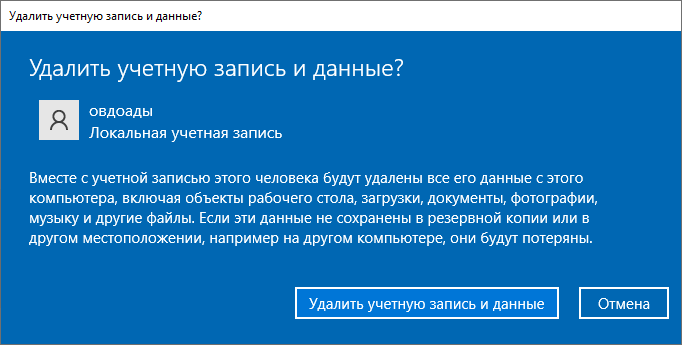 Удалить учетную запись и данные?
Удалить учетную запись и данные?
овдоады
Локальная учетная запись
Вместе с учетной записью этого человека будут удалены все его данные с этого
компьютера, включая объекты рабочего стола, загрузки, документы, фотографии,
музыку и другие файлы. Если эти данные не сохранены в резервной копии или в
другом местоположении, например на другом компьютере, они будут потеряны.
Удалить учетную запись и данные
Отмена